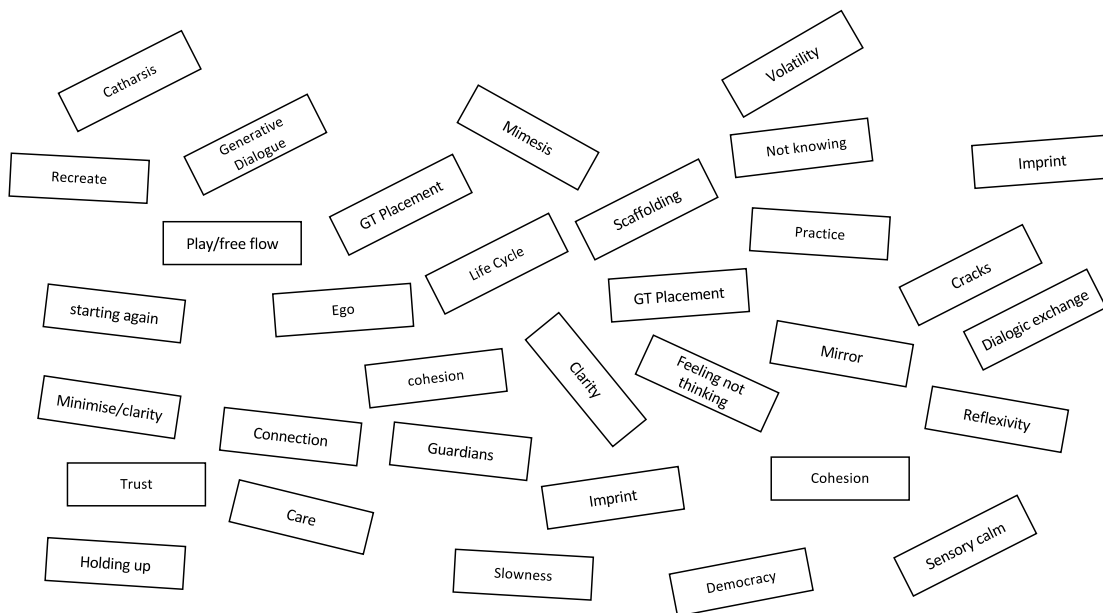 Catharsis
Volatility
Generative
Dialogue
Mimesis
Not knowing
Imprint
Recreate
GT Placement
Scaffolding
Play/free flow
Practice
Life Cycle
Cracks
starting again
Ego
GT Placement
Dialogic exchange
cohesion
Clarity
Feeling not
thinking
Mirror
Minimise/clarity
Connection
Guardians
Reflexivity
Trust
Care
Imprint
Cohesion
Holding up
Slowness
Democracy
Sensory calm